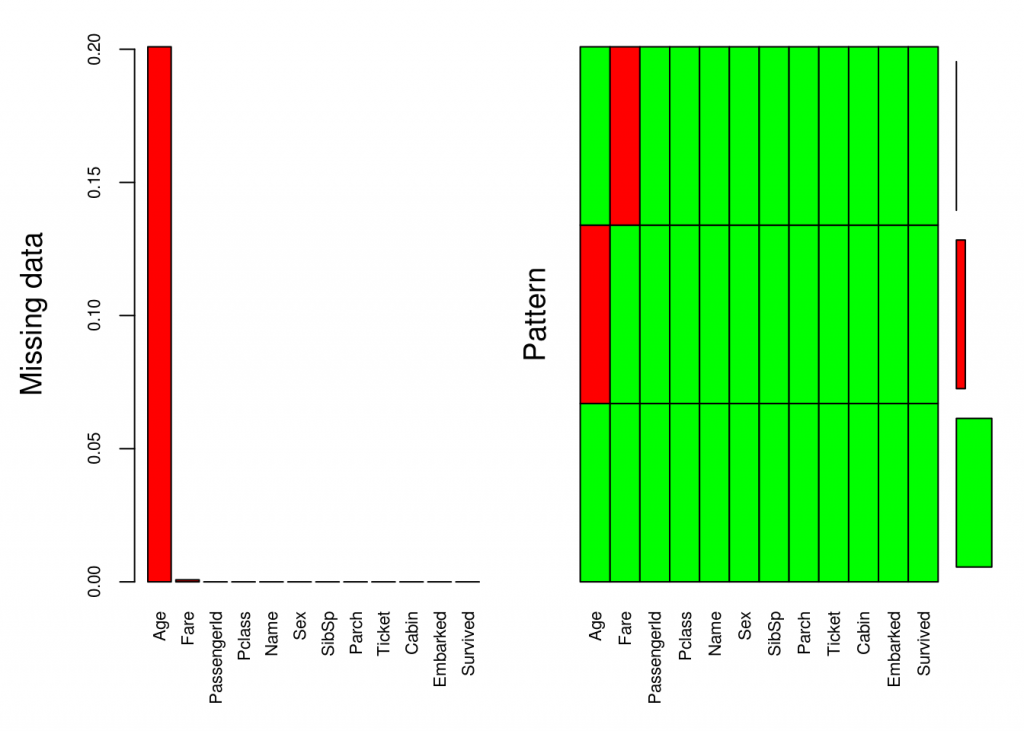 Missing data
0.20
0.15
0.10
0.05
0.00
Age
Fare
PassengerId
Pclass
Name
Sex
SibSp
Parch
Ticket
Cabin
Embarked
Survived
Pattern
Age
Fare
PassengerId
Pclass
Name
Sex
SibSp
Parch
Ticket
Cabin
Embarked
Survived